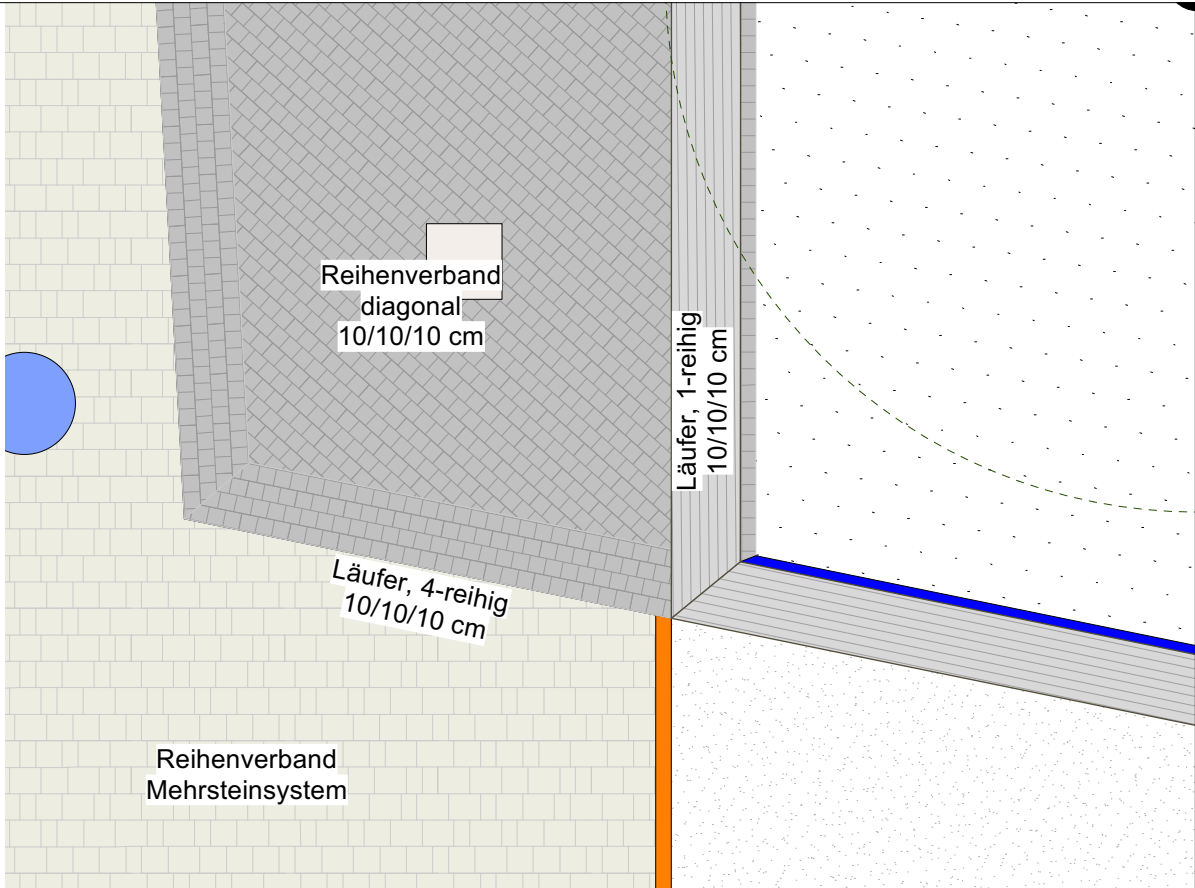 Reihenverband
diagonal
10/10/10 cm
Läufer, 1-reihig
10/10/10 cm
Läufer, 4-reihig
10/10/10 cm
Reihenverband
Mehrsteinsystem